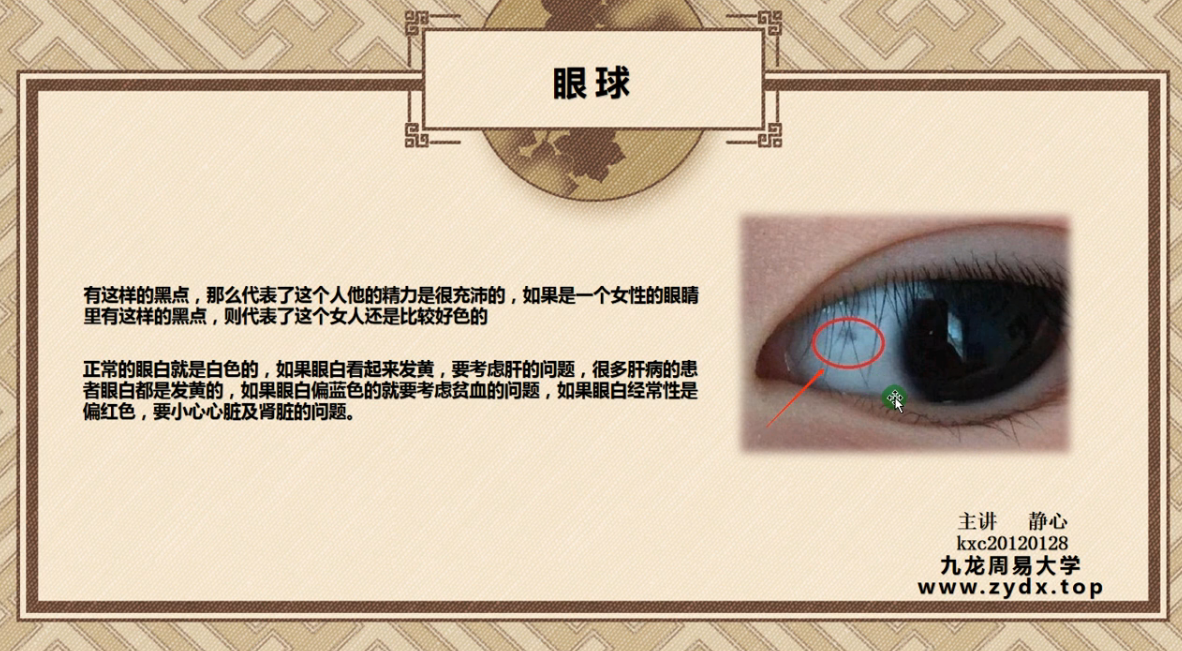 眼球
有这样的黑点，那么代表了这个人他的精力是很充沛的，如果是一个女性的眼睛
里有这样的黑点，则代表了这个女人还是比较好色的
正常的眼白就是白色的，如果眼白看起来发黄，要考虑肝的问题，很多肝病的患
者眼白都是发黄的，如果眼白偏蓝色的就要考虑贫血的问题，如果眼白经常性是
偏红色，要小心心脏及肾脏的问题。
主讲 静心
kxc20120128
九龙周易大学
www.zydx.top